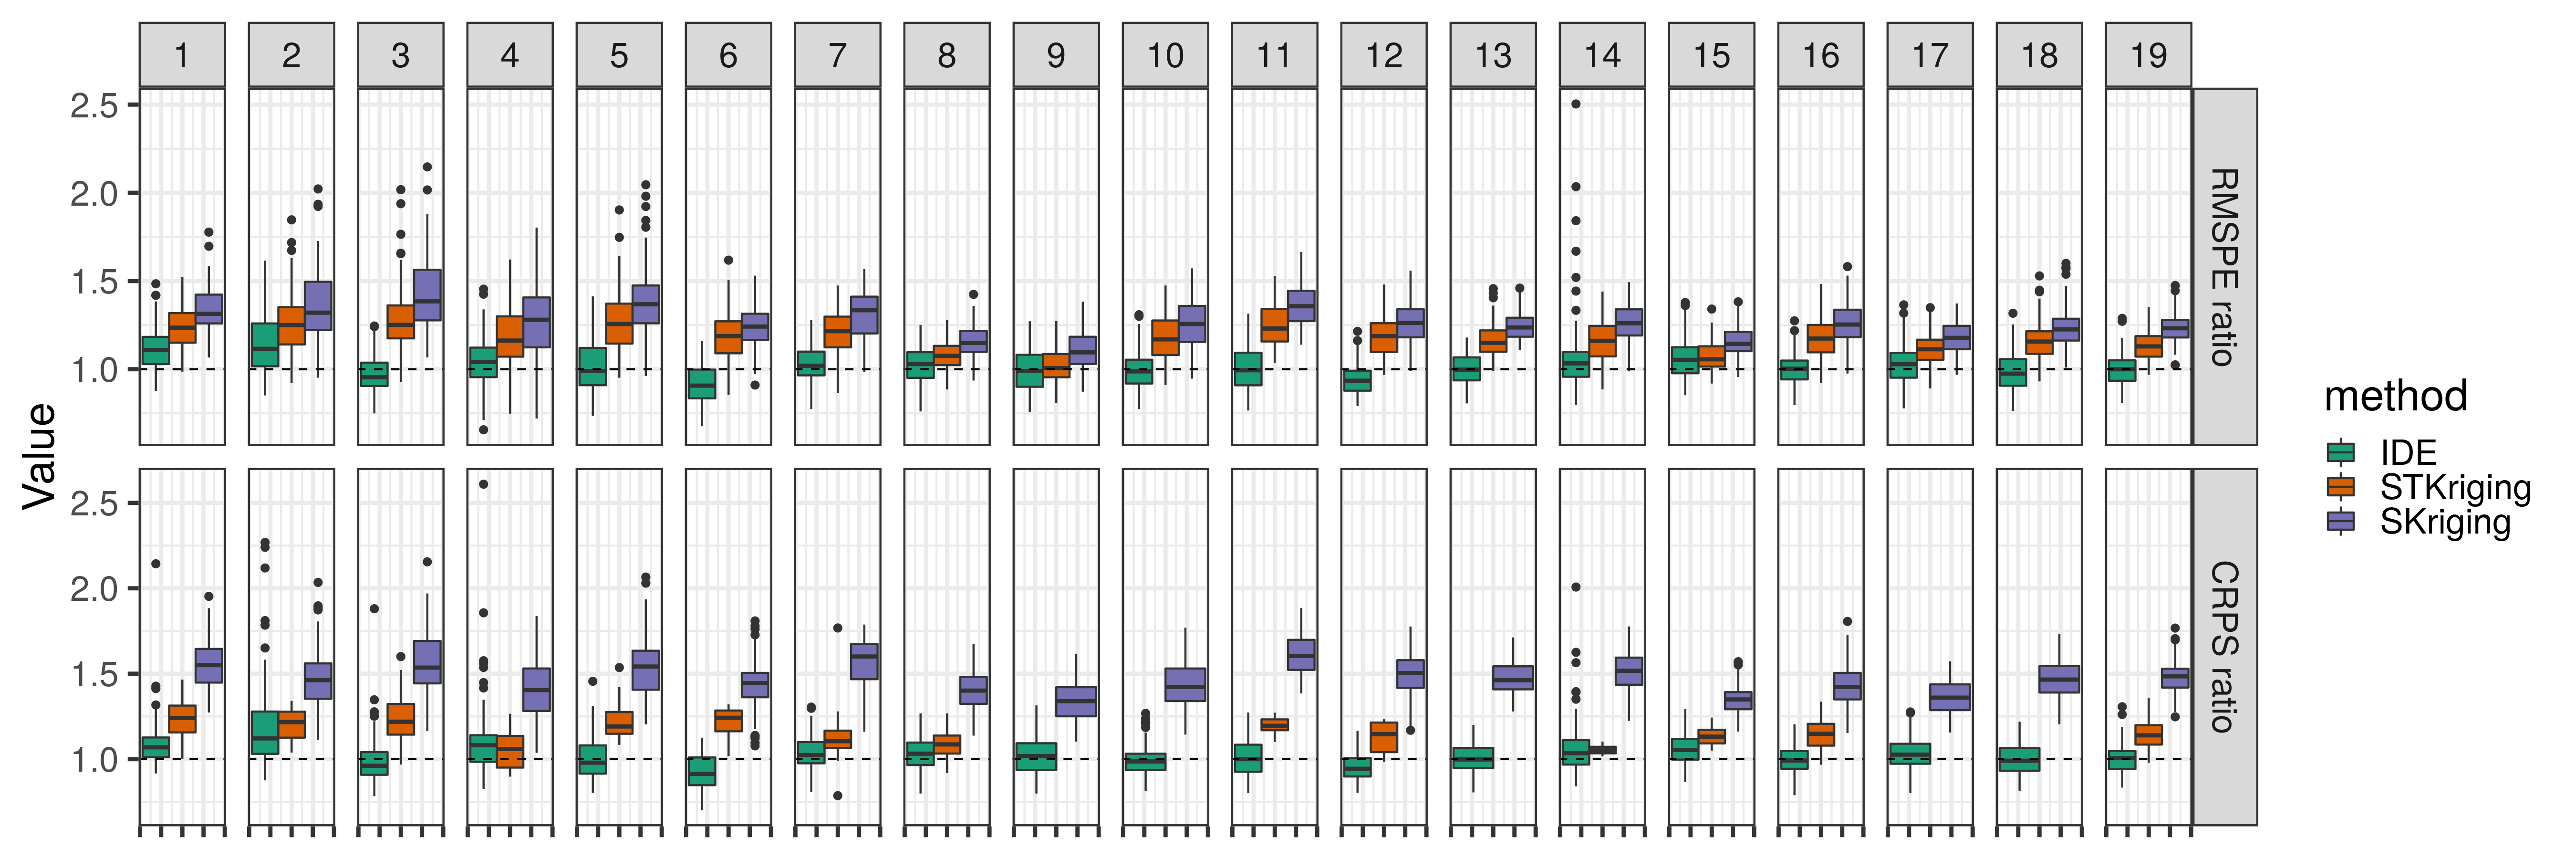 1 2 3 4 5 6 7 8 9 10 11 12 13 14 15 16 17 18 19
2.5
2.0
1.5
1.0
RMSPE ratio
Value
2.5
2.0
1.5
1.0
CRPS ratio
method
IDE
STKriging
SKriging